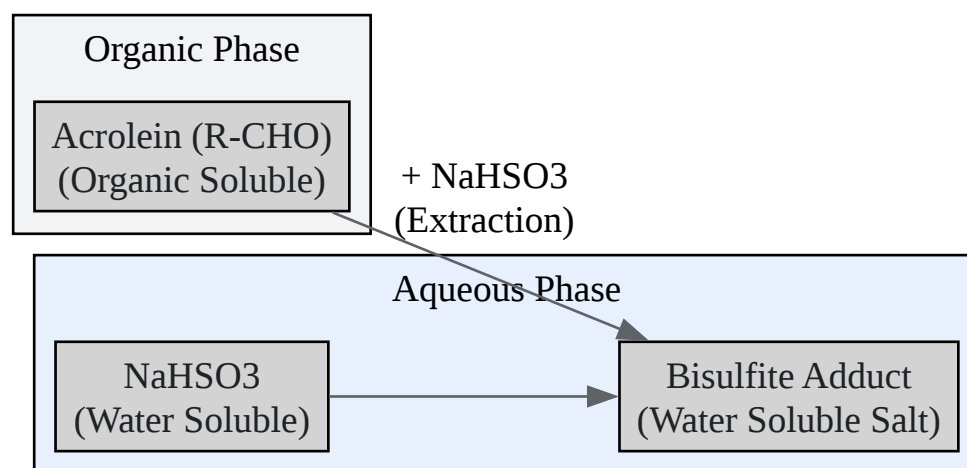 Organic Phase
Acrolein (R-CHO)
(Organic Soluble)
+ NaHSO3
(Extraction)
Aqueous Phase
NaHSO3
(Water Soluble)
Bisulfite Adduct
(Water Soluble Salt)